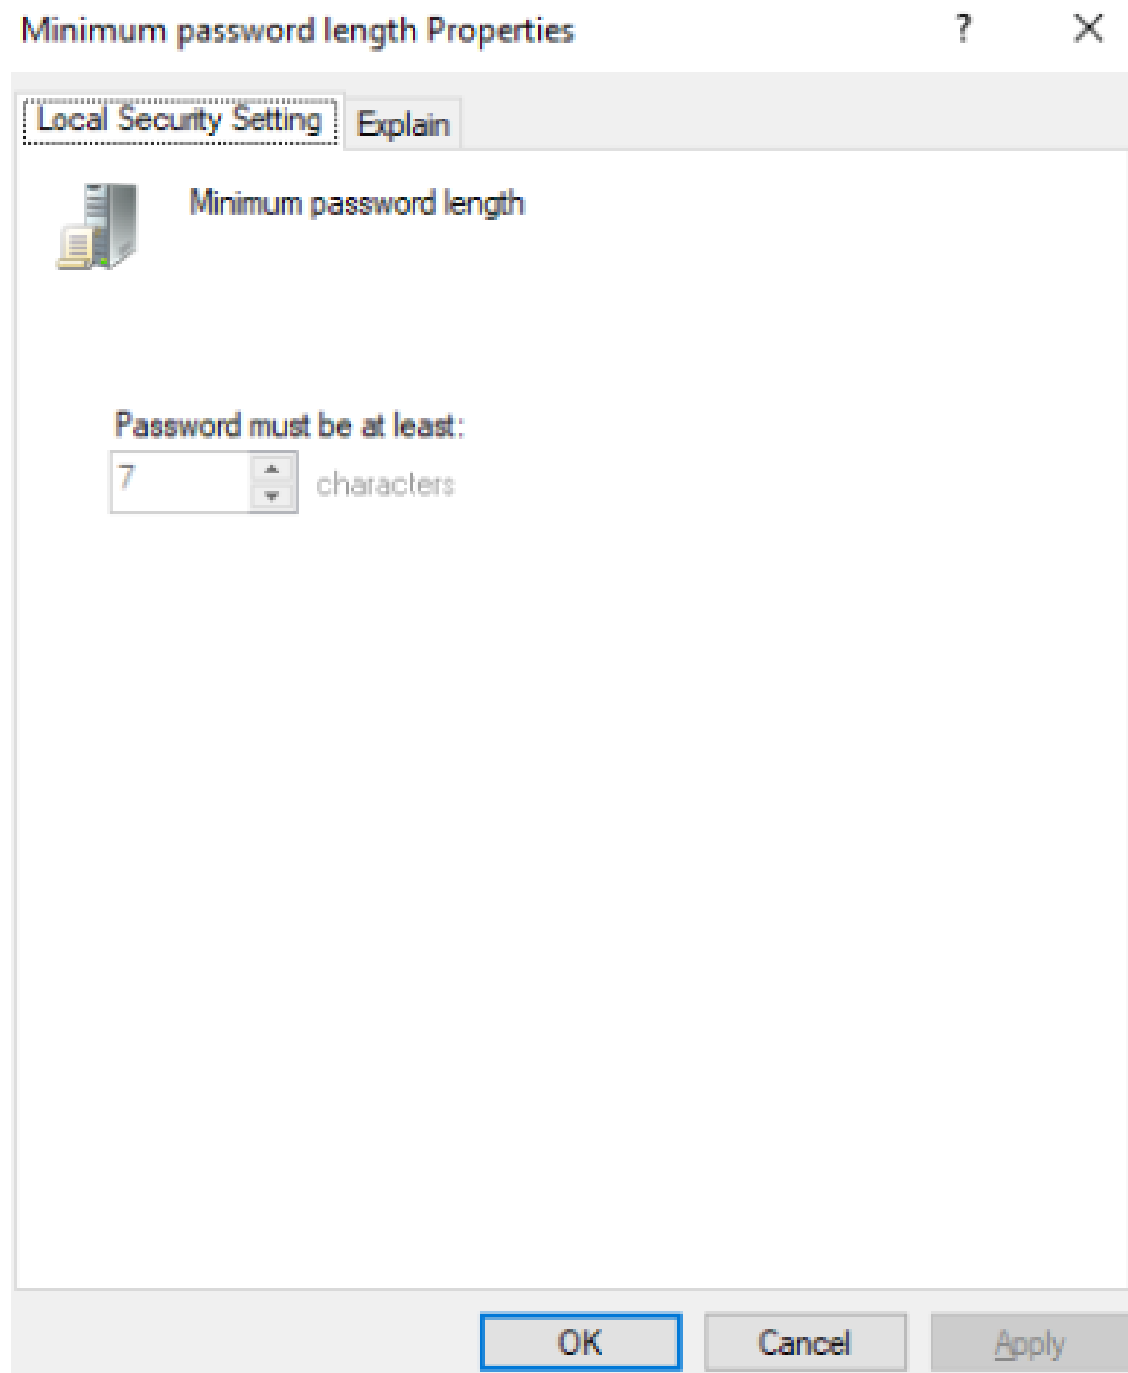 Minimum password length Properties ? ×
Local Security Setting Explain
Minimum password length
Password must be at least:
7 characters
OK Cancel Apply